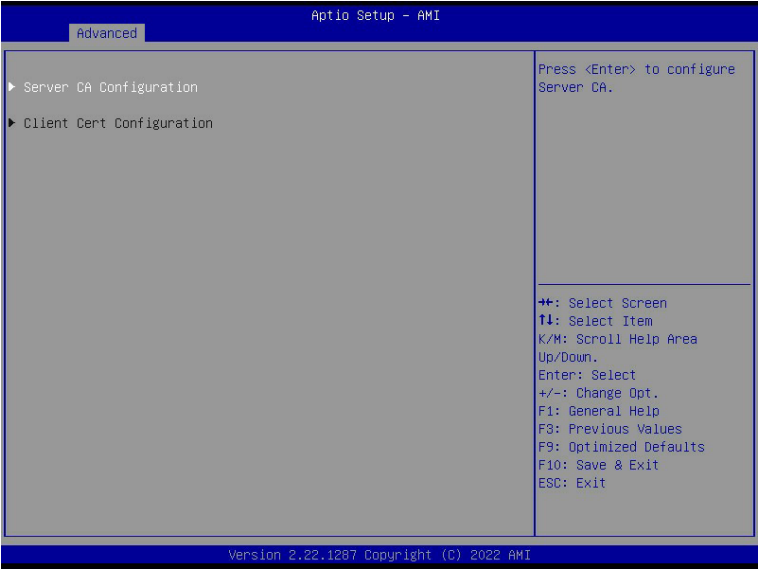 Aptio Setup – AMI
Advanced
▶ Server CA Configuration
▶ Client Cert Configuration
Press <Enter> to configure
Server CA.
→←: Select Screen
↑↓: Select Item
K/M: Scroll Help Area
Up/Down.
Enter: Select
+/-: Change Opt.
F1: General Help
F3: Previous Values
F9: Optimized Defaults
F10: Save & Exit
ESC: Exit
Version 2.22.1287 Copyright (C) 2022 AMI